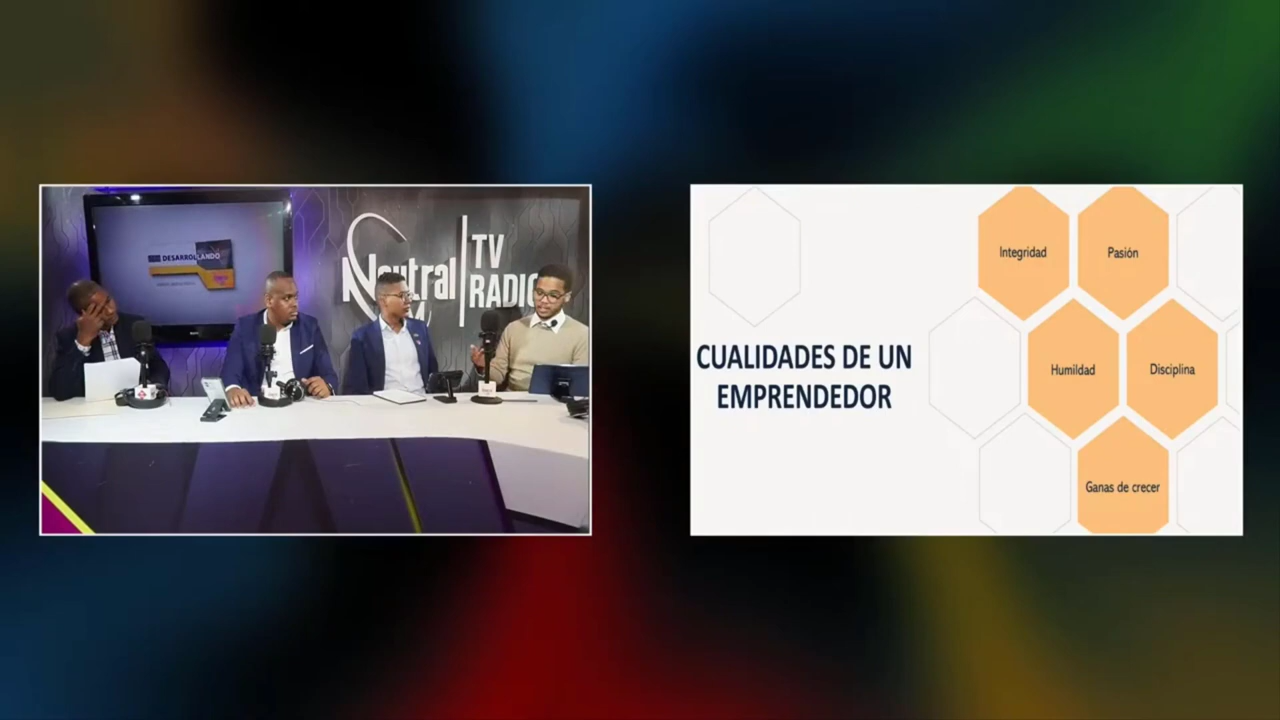 DESARROLLANDO
Neutral
TV
RADIO
CUALIDADES DE UN
EMPRENDEDOR
Integridad
Pasión
Humildad
Disciplina
Ganas de crecer